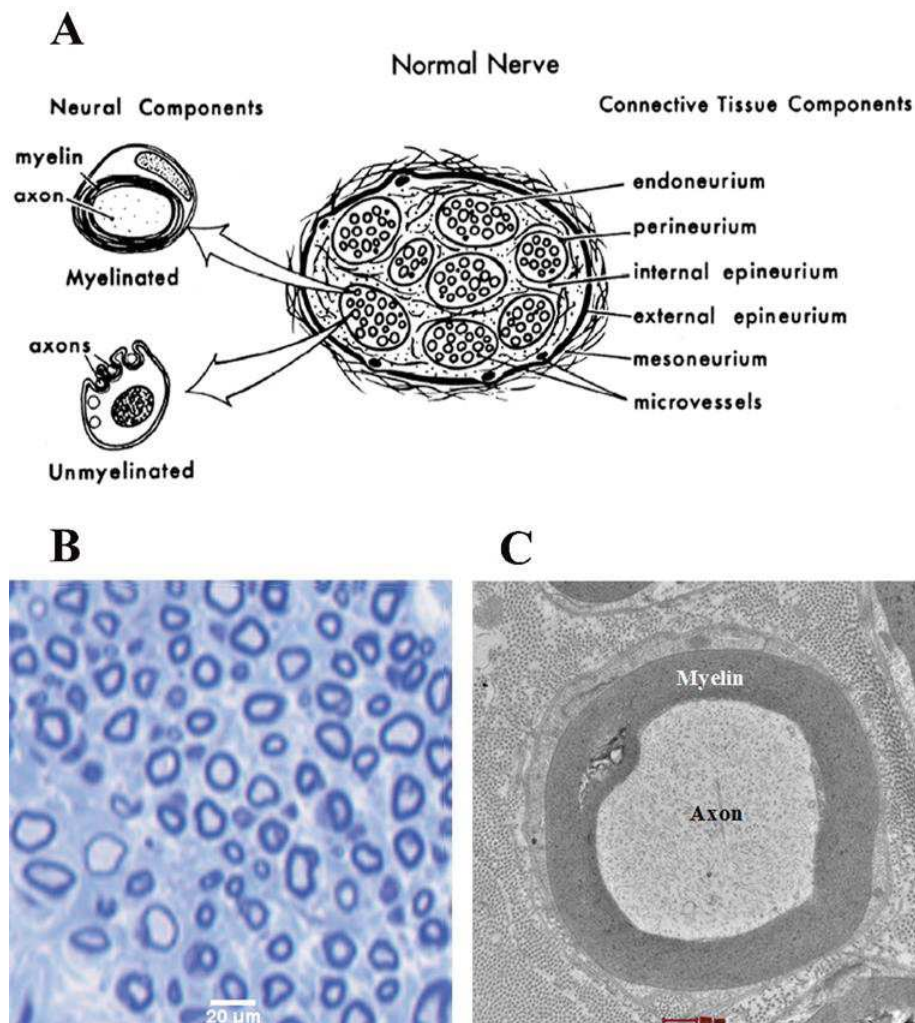 A
Normal Nerve
Neural Components
Connective Tissue Components
myelin
axon
Myelinated
axons
Unmyelinated
endoneurium
perineurium
internal epineurium
external epineurium
mesoneurium
microvessels
B
C
20 µm
Myelin
Axon